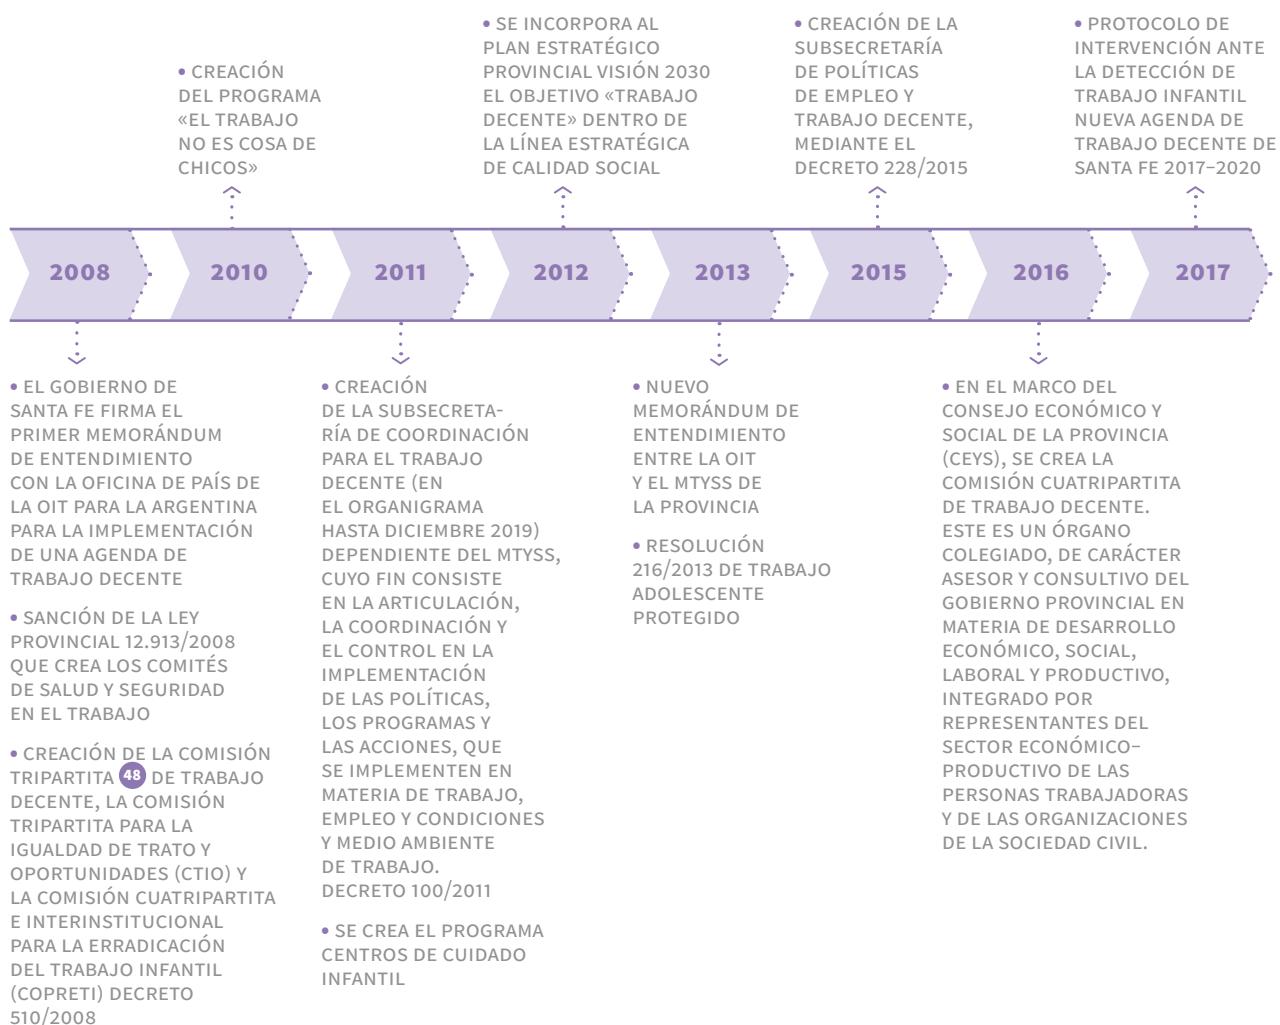 • CREACIÓN
DEL PROGRAMA
«EL TRABAJO
NO ES COSA DE
CHICOS»
• SE INCORPORA AL
PLAN ESTRATÉGICO
PROVINCIAL VISIÓN 2030
EL OBJETIVO «TRABAJO
DECENTE» DENTRO DE
LA LÍNEA ESTRATÉGICA
DE CALIDAD SOCIAL
• CREACIÓN DE LA
SUBSECRETARÍA
DE POLÍTICAS
DE EMPLEO Y
TRABAJO DECENTE,
MEDIANTE EL
DECRETO 228/2015
• PROTOCOLO DE
INTERVENCIÓN ANTE
LA DETECCIÓN DE
TRABAJO INFANTIL
NUEVA AGENDA DE
TRABAJO DECENTE DE
SANTA FE 2017–2020
2008
2010
2011
2012
2013
2015
2016
2017
• EL GOBIERNO DE
SANTA FE FIRMA EL
PRIMER MEMORÁNDUM
DE ENTENDIMIENTO
CON LA OFICINA DE PAÍS DE
LA OIT PARA LA ARGENTINA
PARA LA IMPLEMENTACIÓN
DE UNA AGENDA DE
TRABAJO DECENTE
• SANCIÓN DE LA LEY
PROVINCIAL 12.913/2008
QUE CREA LOS COMITÉS
DE SALUD Y SEGURIDAD
EN EL TRABAJO
• CREACIÓN DE LA COMISIÓN
TRIPARTITA 48 DE TRABAJO
DECENTE, LA COMISIÓN
TRIPARTITA PARA LA
IGUALDAD DE TRATO Y
OPORTUNIDADES (CTIO) Y
LA COMISIÓN CUATRIPARTITA
E INTERINSTITUCIONAL
PARA LA ERRADICACIÓN
DEL TRABAJO INFANTIL
(COPRETI) DECRETO
510/2008
• CREACIÓN
DE LA SUBSECRETA-
RÍA DE COORDINACIÓN
PARA EL TRABAJO
DECENTE (EN
EL ORGANIGRAMA
HASTA DICIEMBRE 2019)
DEPENDIENTE DEL MTYSS,
CUYO FIN CONSISTE
EN LA ARTICULACIÓN,
LA COORDINACIÓN Y
EL CONTROL EN LA
IMPLEMENTACIÓN
DE LAS POLÍTICAS,
LOS PROGRAMAS Y
LAS ACCIONES, QUE
SE IMPLEMENTEN EN
MATERIA DE TRABAJO,
EMPLEO Y CONDICIONES
Y MEDIO AMBIENTE
DE TRABAJO.
DECRETO 100/2011
• SE CREA EL PROGRAMA
CENTROS DE CUIDADO
INFANTIL
• NUEVO
MEMORÁNDUM DE
ENTENDIMIENTO
ENTRE LA OIT
Y EL MTYSS DE
LA PROVINCIA
• RESOLUCIÓN
216/2013 DE TRABAJO
ADOLESCENTE
PROTEGIDO
• EN EL MARCO DEL
CONSEJO ECONÓMICO Y
SOCIAL DE LA PROVINCIA
(CEYS), SE CREA LA
COMISIÓN CUATRIPARTITA
DE TRABAJO DECENTE.
ESTE ES UN ÓRGANO
COLEGIADO, DE CARÁCTER
ASESOR Y CONSULTIVO DEL
GOBIERNO PROVINCIAL EN
MATERIA DE DESARROLLO
ECONÓMICO, SOCIAL,
LABORAL Y PRODUCTIVO,
INTEGRADO POR
REPRESENTANTES DEL
SECTOR ECONÓMICO–
PRODUCTIVO DE LAS
PERSONAS TRABAJADORAS
Y DE LAS ORGANIZACIONES
DE LA SOCIEDAD CIVIL.